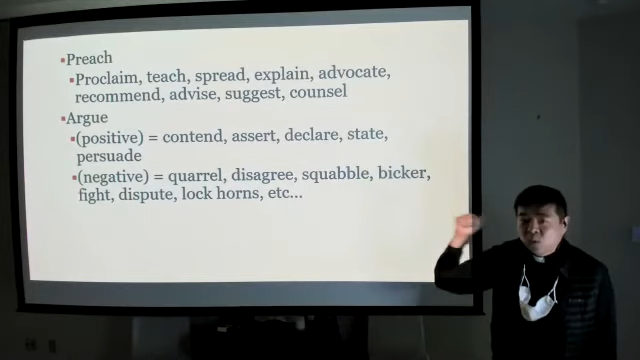 ▪Preach
▪Proclaim, teach, spread, explain, advocate,
recommend, advise, suggest, counsel
▪Argue
▪(positive) = contend, assert, declare, state,
persuade
▪(negative) = quarrel, disagree, squabble, bicker,
fight, dispute, lock horns, etc...